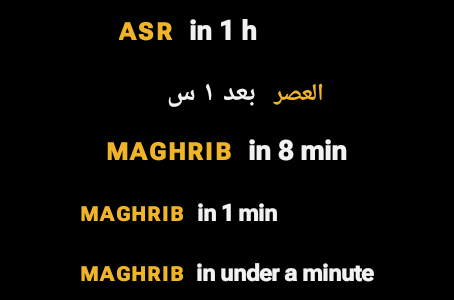 ASR in 1 h
العصر بعد ١ س
MAGHRIB in 8 min
MAGHRIB in 1 min
MAGHRIB in under a minute